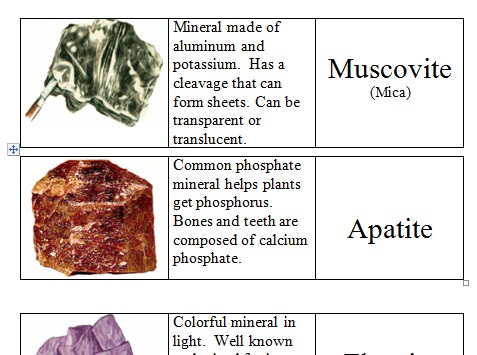 Mineral made of
aluminum and
potassium. Has a
cleavage that can
form sheets. Can be
transparent or
translucent.
Muscovite
(Mica)
Common phosphate
mineral helps plants
get phosphorus.
Bones and teeth are
composed of calcium
phosphate.
Apatite
Colorful mineral in
light. Well known